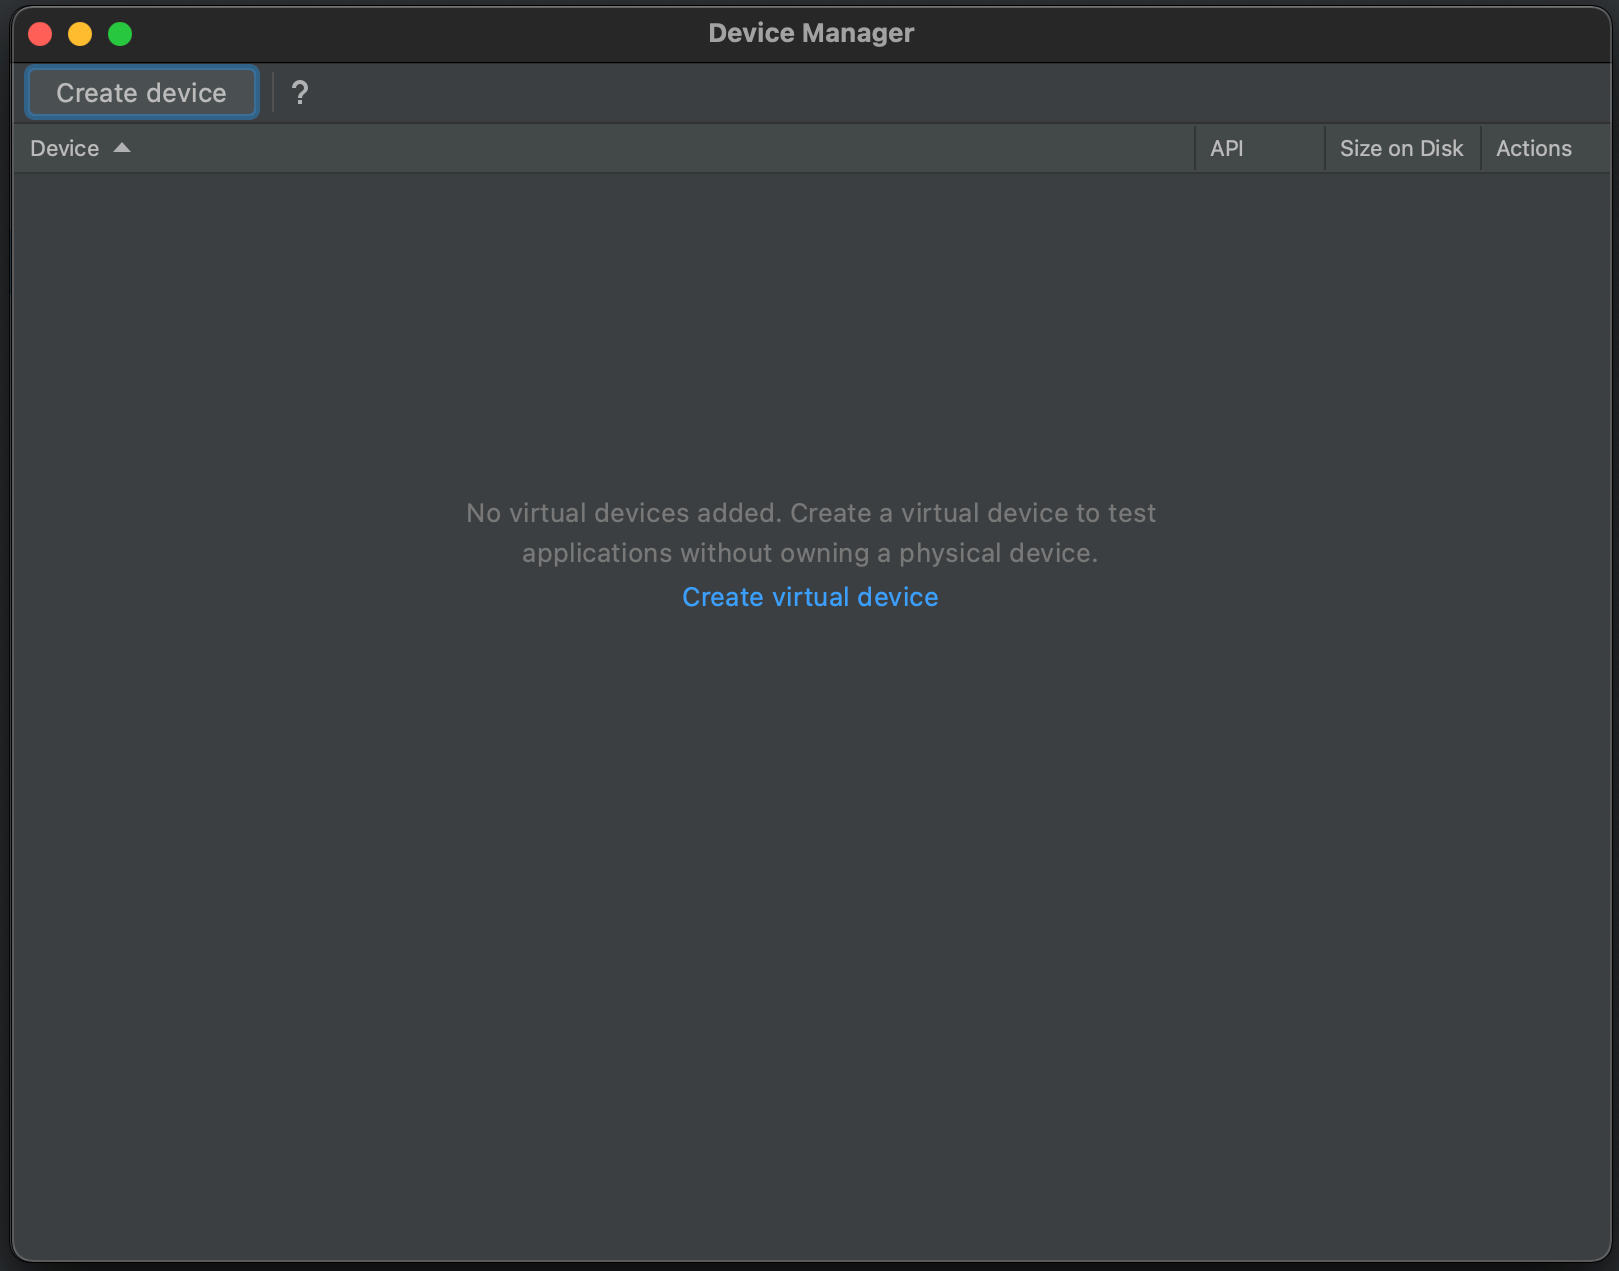 Device Manager
Create device ?
Device API Size on Disk Actions
No virtual devices added. Create a virtual device to test
applications without owning a physical device.
Create virtual device